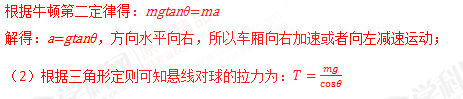 根据牛顿第二定律得：mgtanθ=ma
解得：a=gtanθ，方向水平向右，所以车厢向右加速或者向左减速运动；
（2）根据三角形定则可知悬线对球的拉力为：T = mg/cosθ